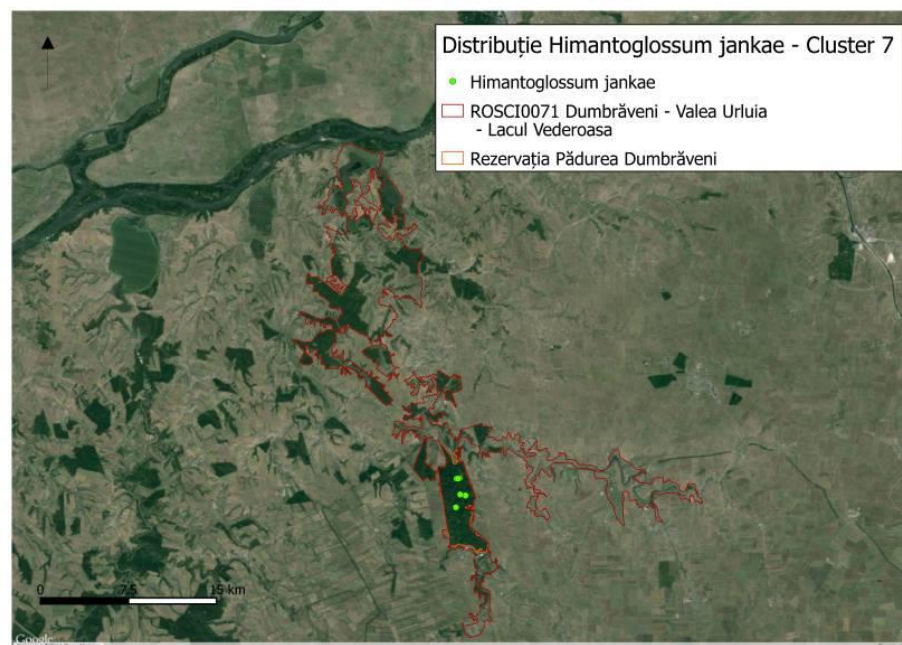 Distribuție Himantoglossum jankae - Cluster 7
Himantoglossum jankae
ROSCI0071 Dumbrăveni - Valea Urluia
- Lacul Vederoasa
Rezervația Pădurea Dumbrăveni
0 7.5 15 km
Google